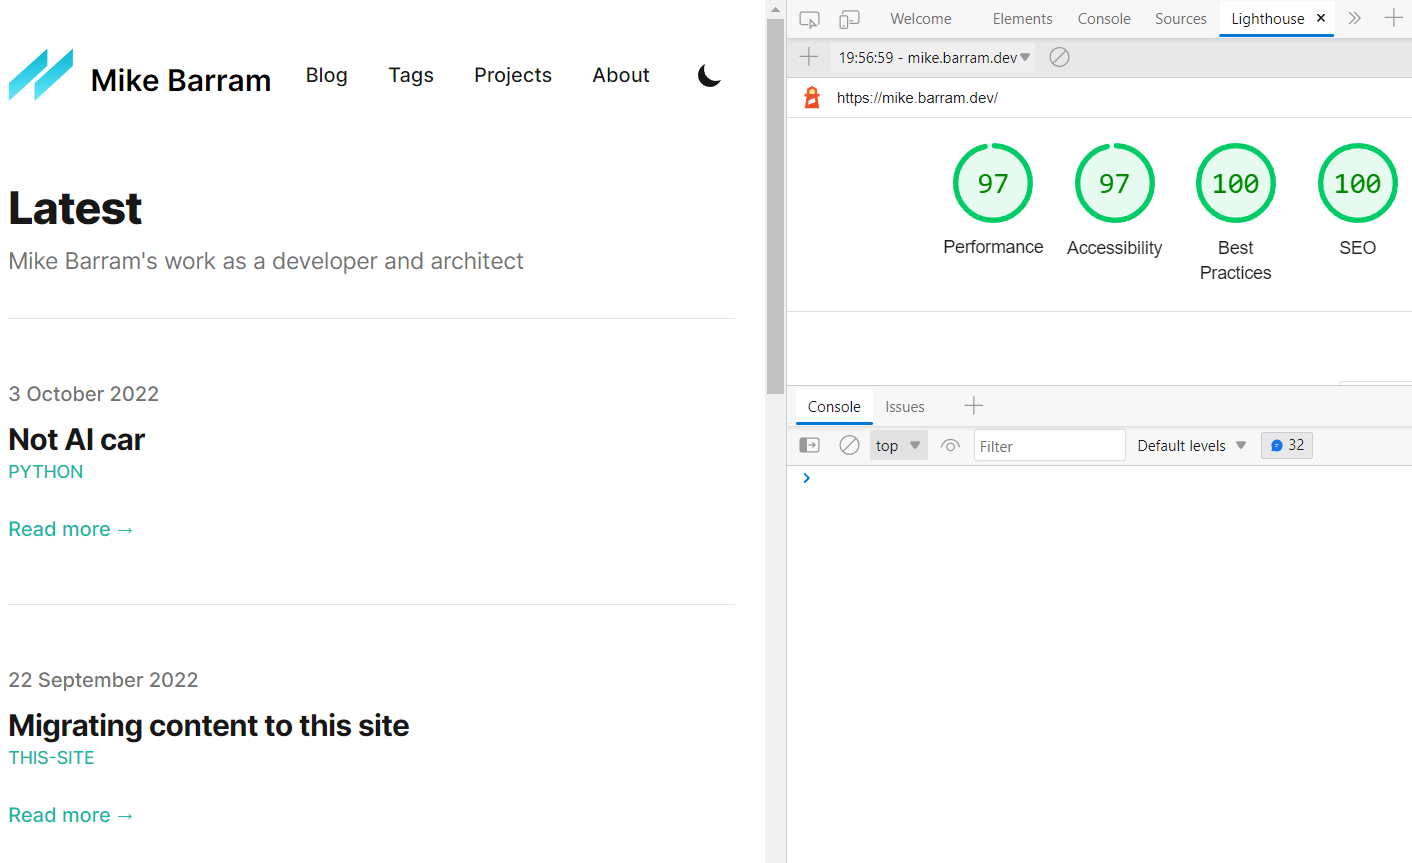 Mike Barram
Blog
Tags
Projects
About
Latest
Mike Barram's work as a developer and architect
3 October 2022
Not AI car
PYTHON
Read more →
22 September 2022
Migrating content to this site
THIS-SITE
Read more →
Welcome
Elements
Console
Sources
Lighthouse
19:56:59 - mike.barram.dev
https://mike.barram.dev/
97
97
100
100
Performance
Accessibility
Best
Practices
SEO
Console
Issues
top
Filter
Default levels
32